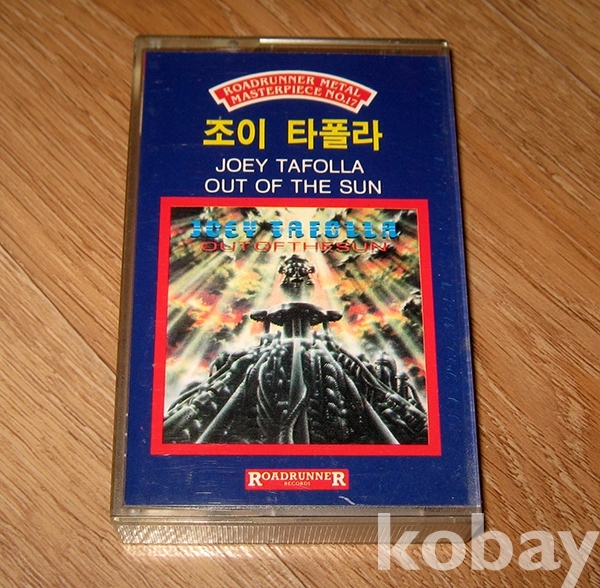 ROADRUNNER METAL
MASTERPIECE NO.17
조이 타폴라
JOEY TAFOLLA
OUT OF THE SUN
JOEY TAFOLLA
OUT OF THE SUN
ROADRUNNER
RECORDS
kobay